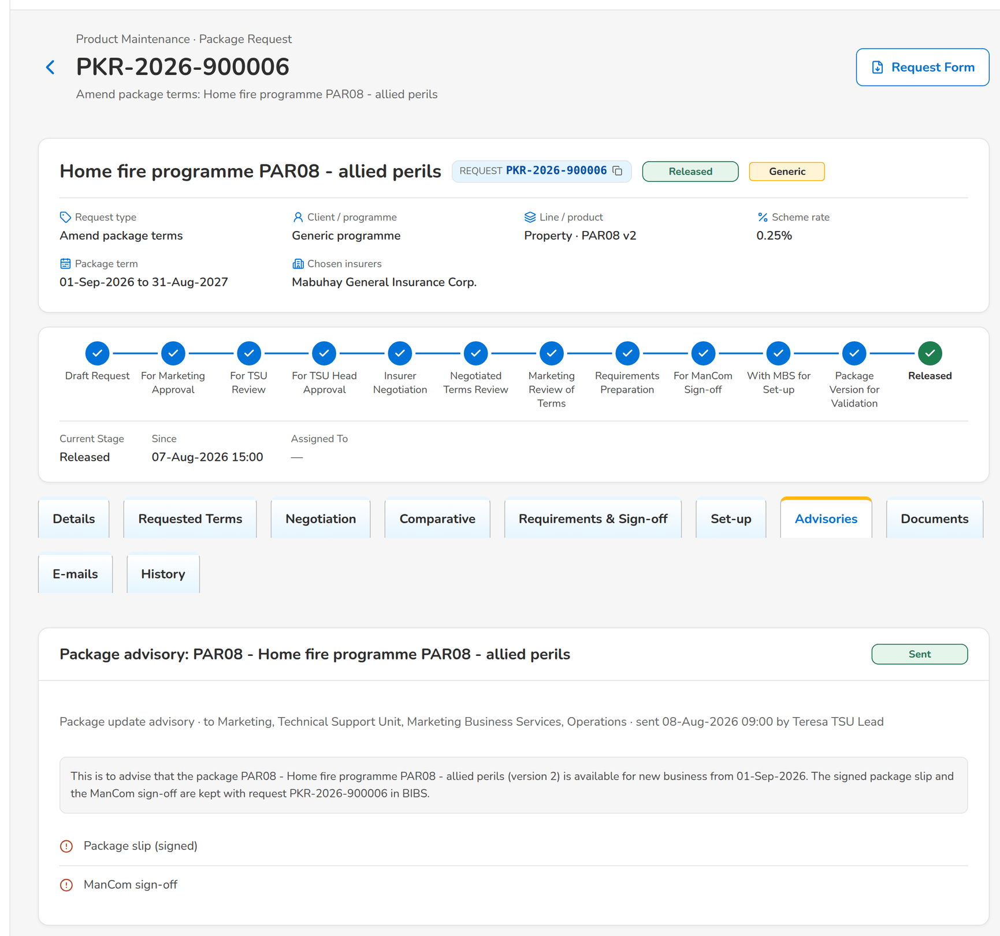 Product Maintenance · Package Request
PKR-2026-900006
Amend package terms: Home fire programme PAR08 - allied perils
Request Form
Home fire programme PAR08 - allied perils
REQUEST PKR-2026-900006
Released
Generic
Request type
Client / programme
Line / product
Scheme rate
Amend package terms
Generic programme
Property · PAR08 v2
0.25%
Package term
Chosen insurers
01-Sep-2026 to 31-Aug-2027
Mabuhay General Insurance Corp.
Draft Request
For Marketing
Approval
For TSU
Review
For TSU Head
Approval
Insurer
Negotiation
Negotiated
Terms Review
Marketing
Review of
Terms
Requirements
Preparation
For ManCom
Sign-off
With MBS for
Set-up
Package
Version for
Validation
Released
Current Stage
Since
Assigned To
Released
07-Aug-2026 15:00
—
Details
Requested Terms
Negotiation
Comparative
Requirements & Sign-off
Set-up
Advisories
Documents
E-mails
History
Package advisory: PAR08 - Home fire programme PAR08 - allied perils
Sent
Package update advisory · to Marketing, Technical Support Unit, Marketing Business Services, Operations · sent 08-Aug-2026 09:00 by Teresa TSU Lead
This is to advise that the package PAR08 - Home fire programme PAR08 - allied perils (version 2) is available for new business from 01-Sep-2026. The signed package slip and
the ManCom sign-off are kept with request PKR-2026-900006 in BIBS.
Package slip (signed)
ManCom sign-off